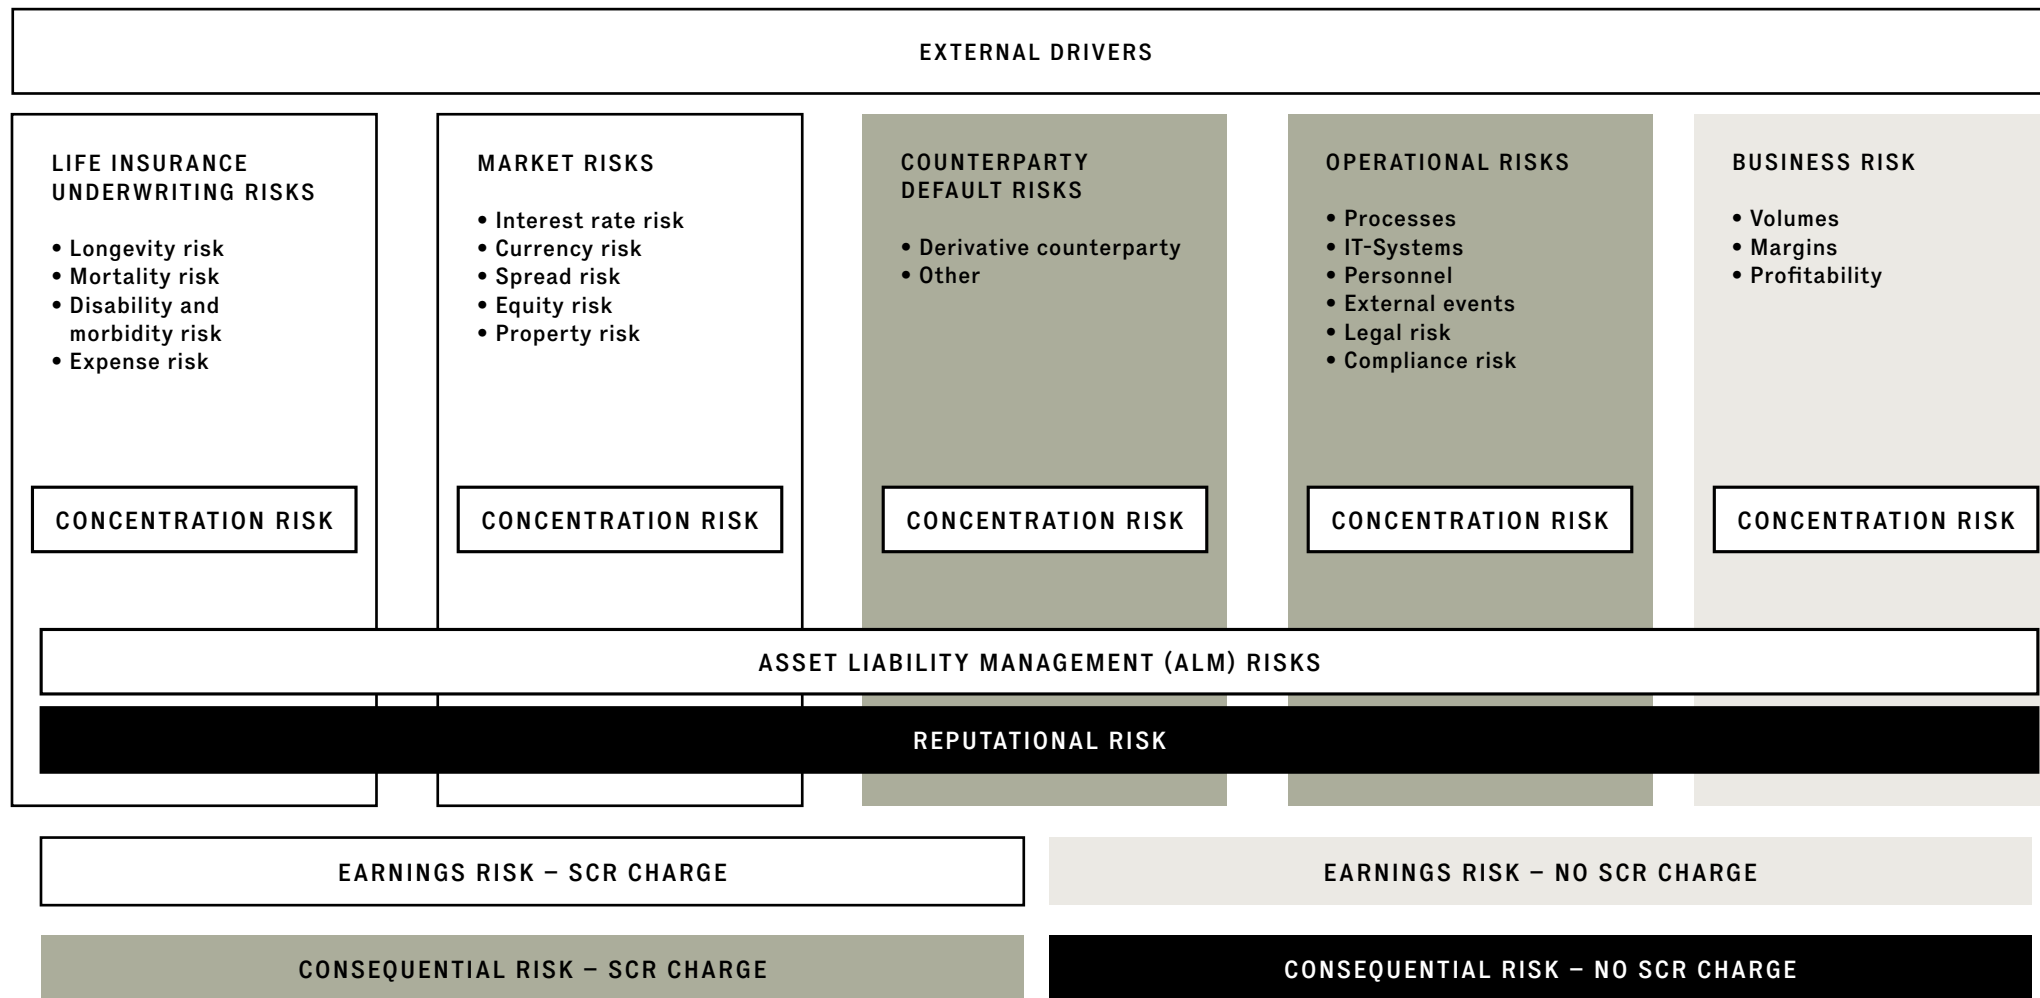 EXTERNAL DRIVERS
LIFE INSURANCE
UNDERWRITING RISKS
• Longevity risk
• Mortality risk
• Disability and
morbidity risk
• Expense risk
CONCENTRATION RISK
MARKET RISKS
• Interest rate risk
• Currency risk
• Spread risk
• Equity risk
• Property risk
CONCENTRATION RISK
COUNTERPARTY
DEFAULT RISKS
• Derivative counterparty
• Other
CONCENTRATION RISK
OPERATIONAL RISKS
• Processes
• IT-Systems
• Personnel
• External events
• Legal risk
• Compliance risk
CONCENTRATION RISK
BUSINESS RISK
• Volumes
• Margins
• Profitability
CONCENTRATION RISK
ASSET LIABILITY MANAGEMENT (ALM) RISKS
REPUTATIONAL RISK
EARNINGS RISK – SCR CHARGE
EARNINGS RISK – NO SCR CHARGE
CONSEQUENTIAL RISK – SCR CHARGE
CONSEQUENTIAL RISK – NO SCR CHARGE